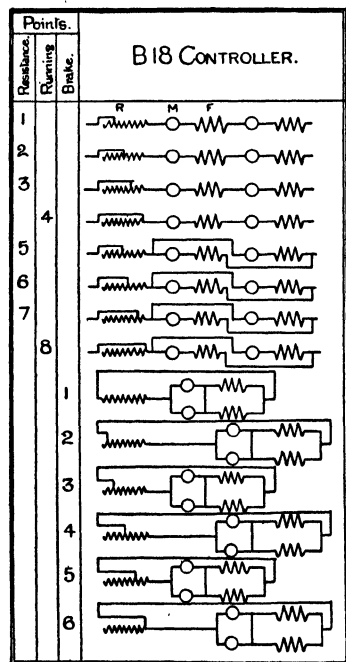 Points.
B18 CONTROLLER.
Resistance.
Running
Brake.
R M F
1
2
3
4
5
6
7
8
1
2
3
4
5
6